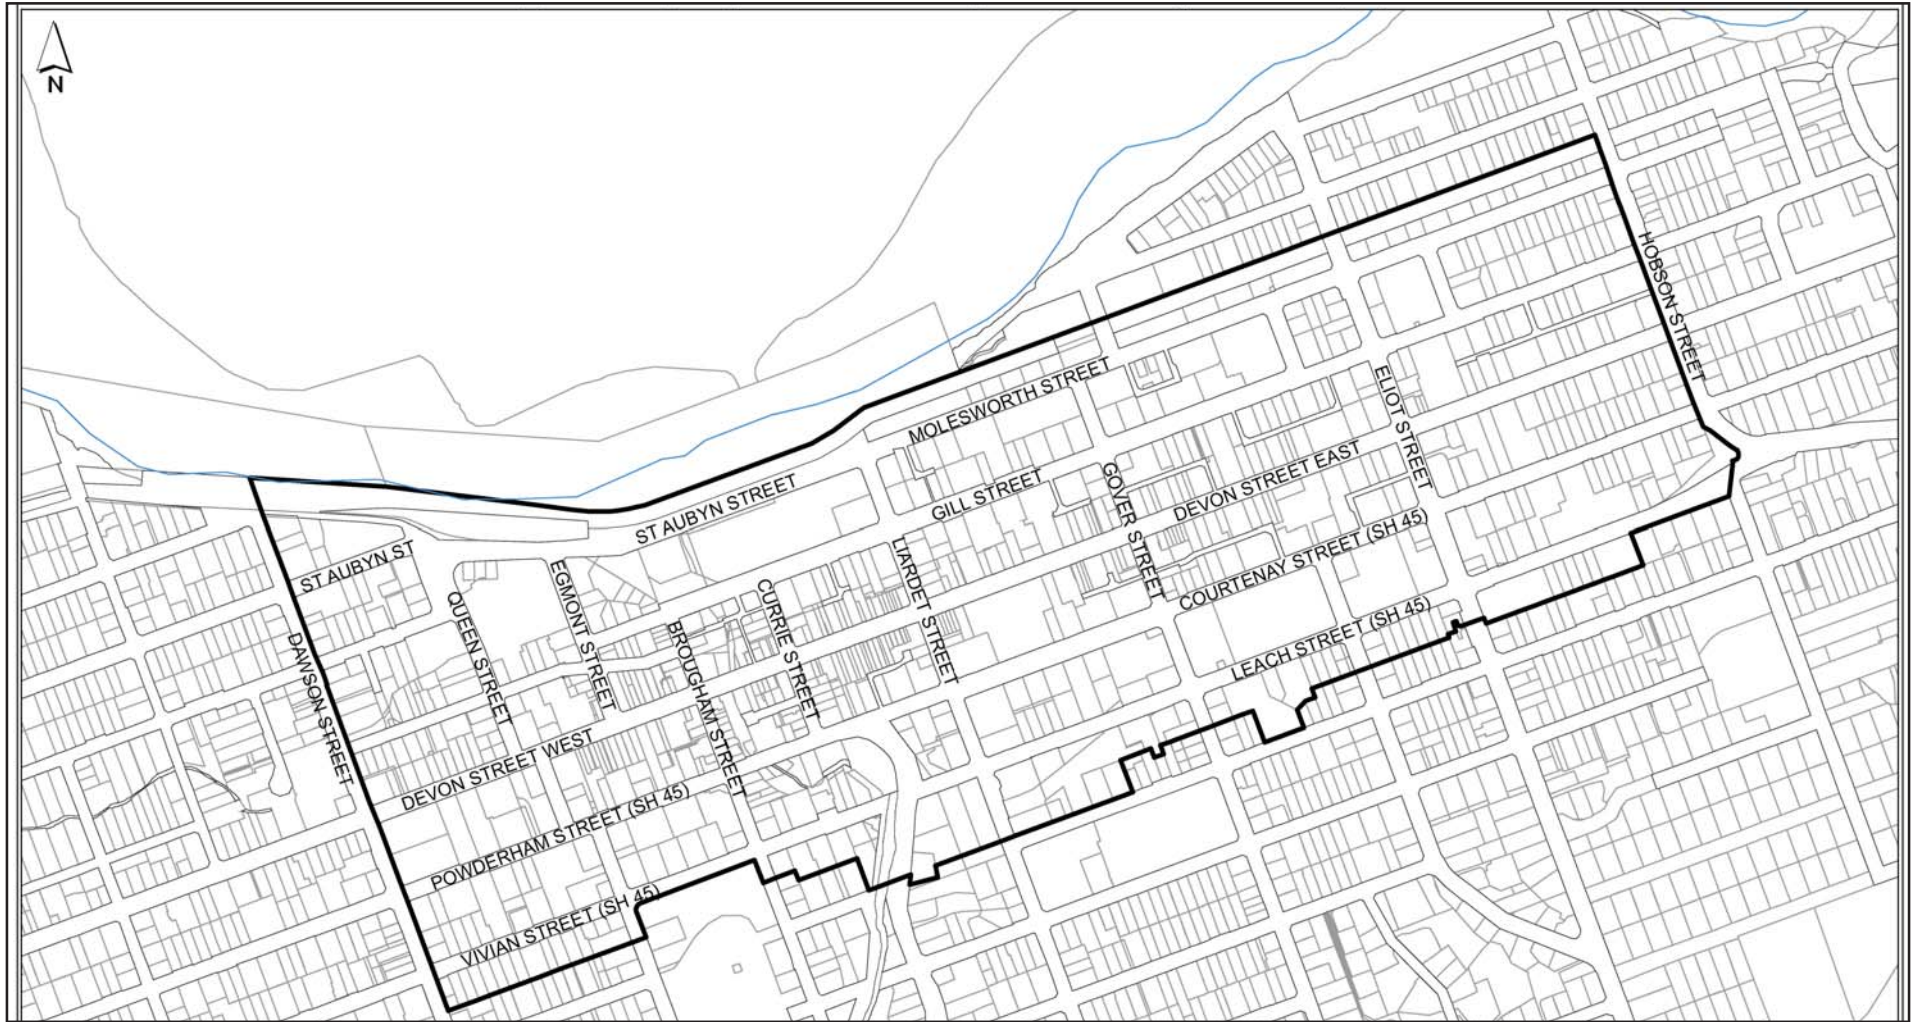 N
HOBSON STREET
MOLESWORTH STREET
ELIOT STREET
ST AUBYN STREET
GILL STREET
GOVER STREET
DEVON STREET EAST
ST AUBYN ST
COURTENAY STREET (SH 45)
LIARDET STREET
EGMONT STREET
CURRIE STREET
QUEEN STREET
BROUGHAM STREET
LEACH STREET (SH 45)
DAWSON STREET
DEVON STREET WEST
POWDERHAM STREET (SH 45)
VIVIAN STREET (SH 45)